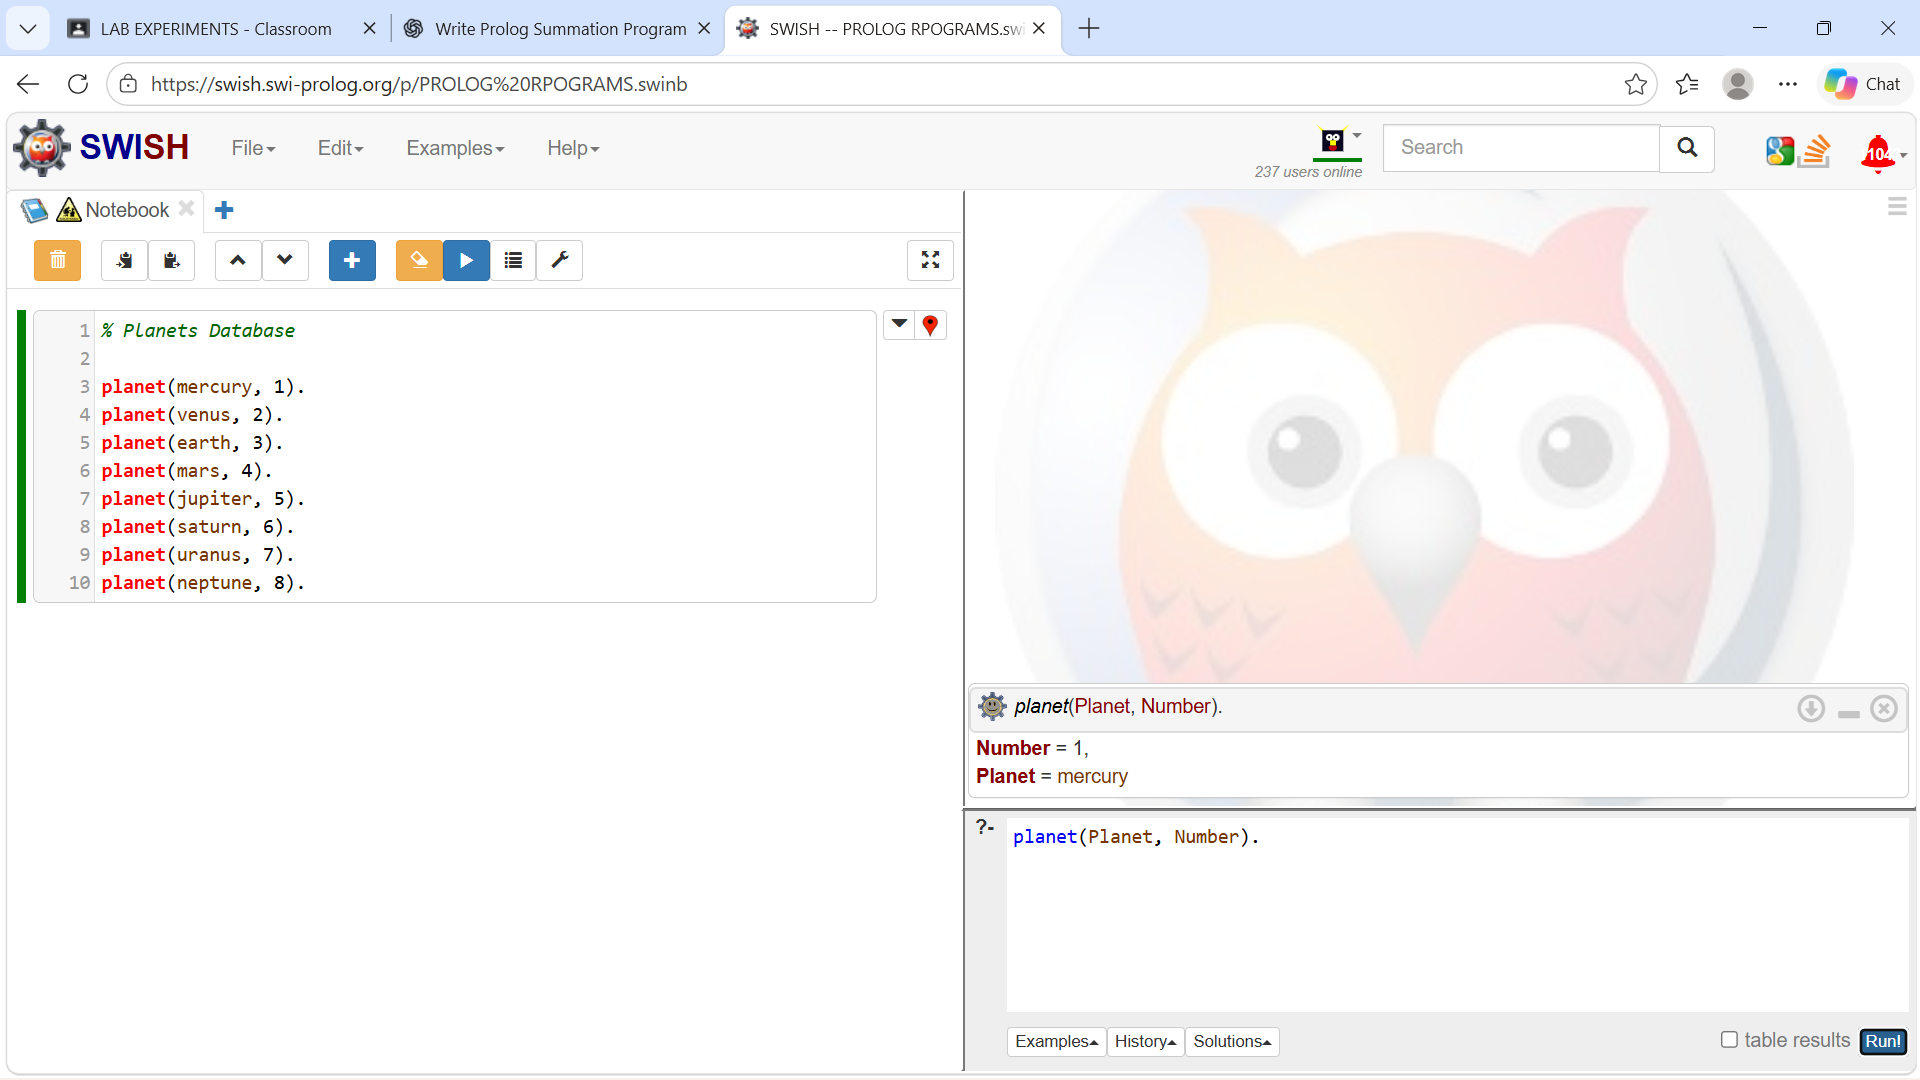 LAB EXPERIMENTS - Classroom
Write Prolog Summation Program
SWISH -- PROLOG RPOGRAMS.swi
https://swish.swi-prolog.org/p/PROLOG%20RPOGRAMS.swinb
Chat
SWISH
File
Edit
Examples
Help
237 users online
Search
104
Notebook
1 % Planets Database
2
3 planet(mercury, 1).
4 planet(venus, 2).
5 planet(earth, 3).
6 planet(mars, 4).
7 planet(jupiter, 5).
8 planet(saturn, 6).
9 planet(uranus, 7).
10 planet(neptune, 8).
planet(Planet, Number).
Number = 1,
Planet = mercury
?- planet(Planet, Number).
Examples
History
Solutions
table results
Run!